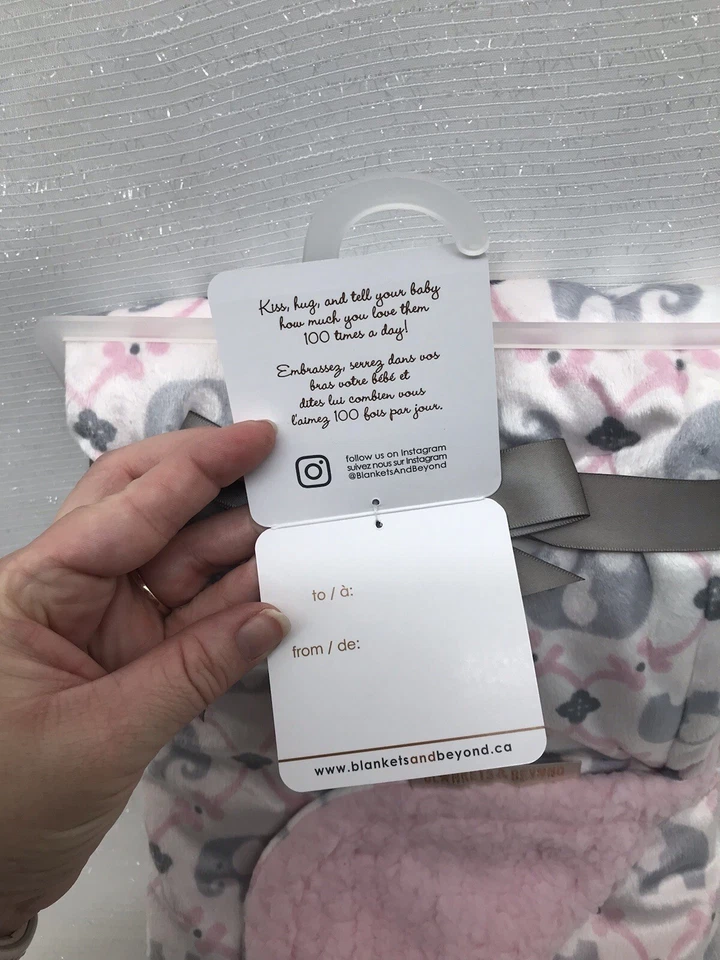 Kiss, hug, and tell your baby
how much you love them
100 times a day!
Embrassez, serrez dans vos
bras votre bébé et
dites lui combien vous
l'aimez 100 fois par jour.
follow us on Instagram
suivez nous sur Instagram
@BlanketsAndBeyond
to / à:
from / de:
www.blanketsandbeyond.ca
BLANKETS & BEYOND